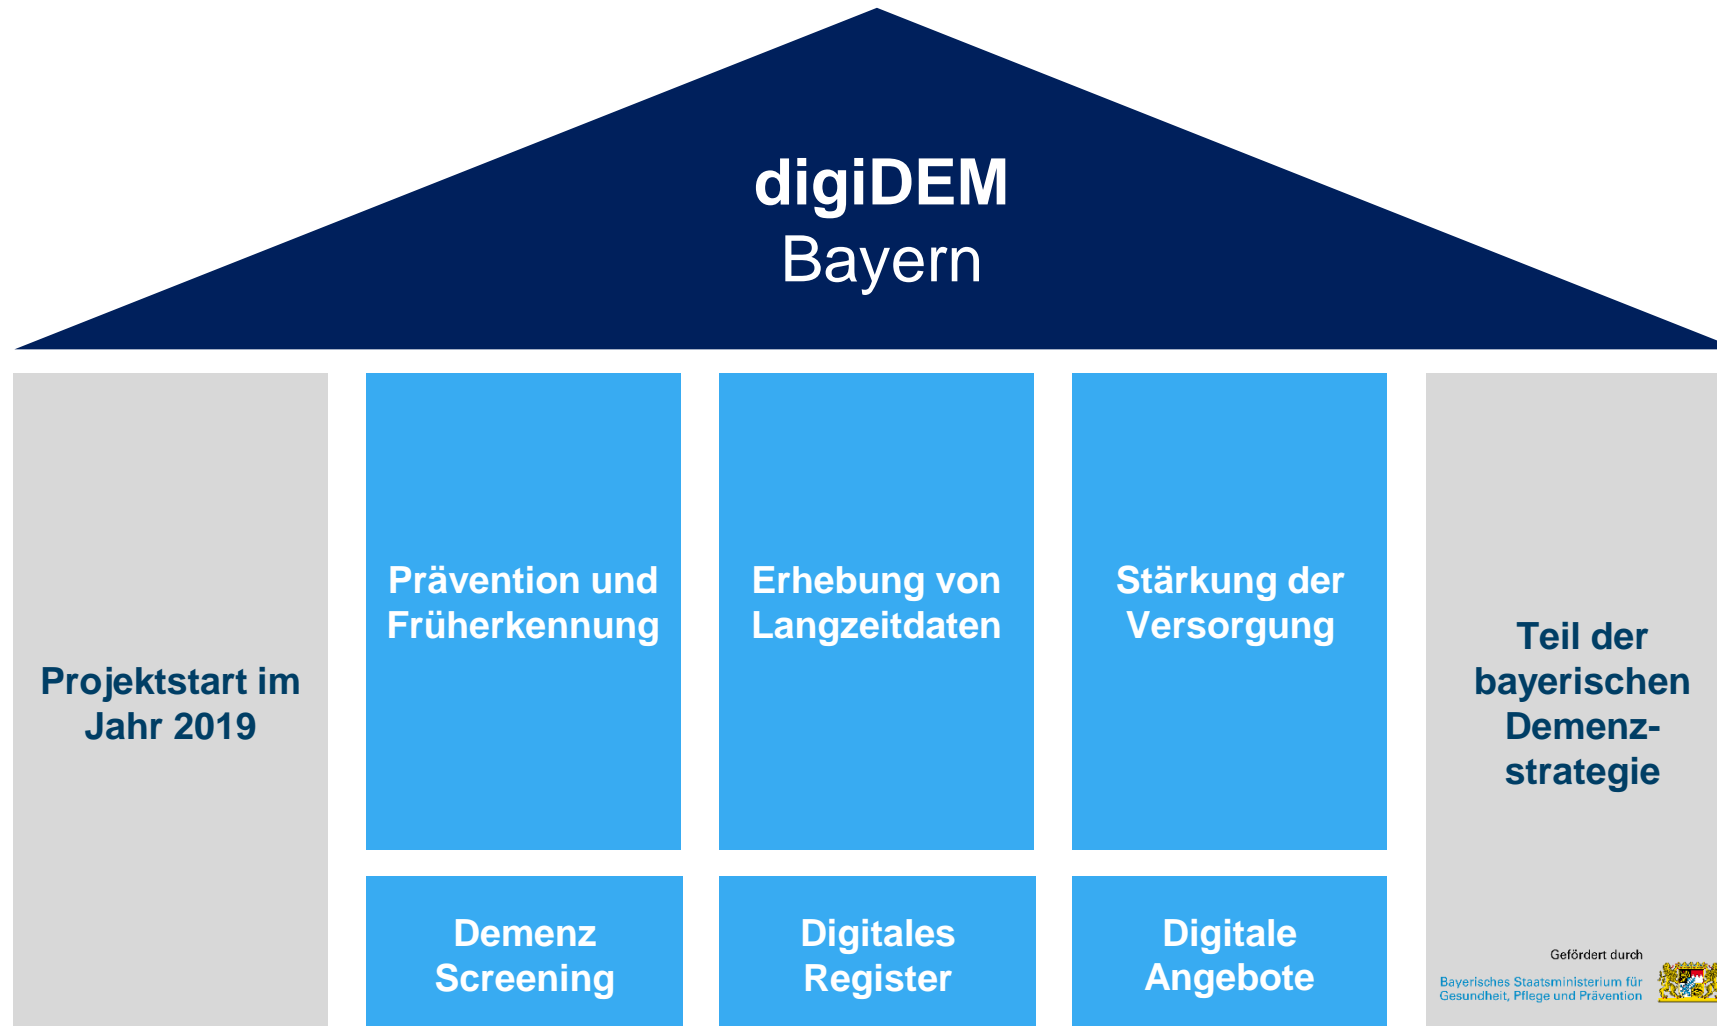 digiDEM
Bayern
Projektstart im
Jahr 2019
Prävention und
Früherkennung
Erhebung von
Langzeitdaten
Stärkung der
Versorgung
Teil der
bayerischen
Demenz-
strategie
Demenz
Screening
Digitales
Register
Digitale
Angebote
Gefördert durch
Bayerisches Staatsministerium für
Gesundheit, Pflege und Prävention